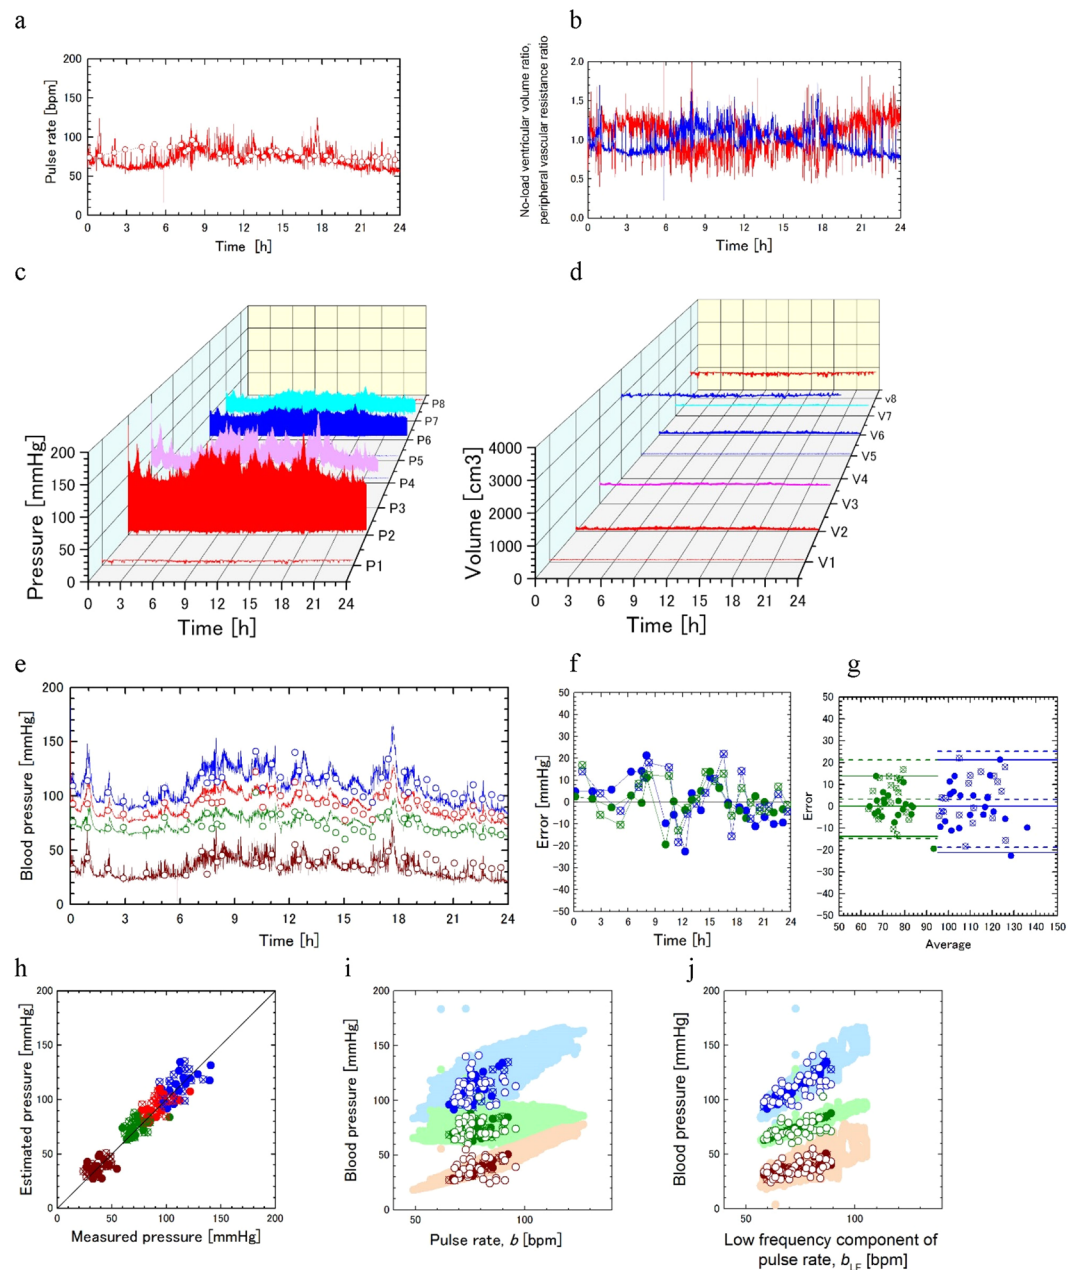 a
200
150
100
50
0
Pulse rate [bpm]
0 3 6 9 12 15 18 21 24
Time [h]
b
2.0
1.5
1.0
0.5
0.0
No-load ventricular volume ratio,
peripheral vascular resistance ratio
0 3 6 9 12 15 18 21 24
Time [h]
c
200
150
100
50
0
Pressure [mmHg]
P8
P7
P6
P5
P4
P3
P2
P1
0 3 6 9 12 15 18 21 24
Time [h]
d
4000
3000
2000
1000
0
Volume [cm3]
v8
V7
V6
V5
V4
V3
V2
V1
0 3 6 9 12 15 18 21 24
Time [h]
e
200
150
100
50
0
Blood pressure [mmHg]
0 3 6 9 12 15 18 21 24
Time [h]
f
50
40
30
20
10
0
-10
-20
-30
-40
-50
Error [mmHg]
0 3 6 9 12 15 18 21 24
Time [h]
g
50
40
30
20
10
0
-10
-20
-30
-40
-50
Error
50 60 70 80 90 100 110 120 130 140 150
Average
h
200
150
100
50
0
Estimated pressure [mmHg]
0 50 100 150 200
Measured pressure [mmHg]
i
200
150
100
50
0
Blood pressure [mmHg]
50 100
Pulse rate, b [bpm]
j
200
150
100
50
0
Blood pressure [mmHg]
50 100
Low frequency component of
pulse rate, bLF [bpm]